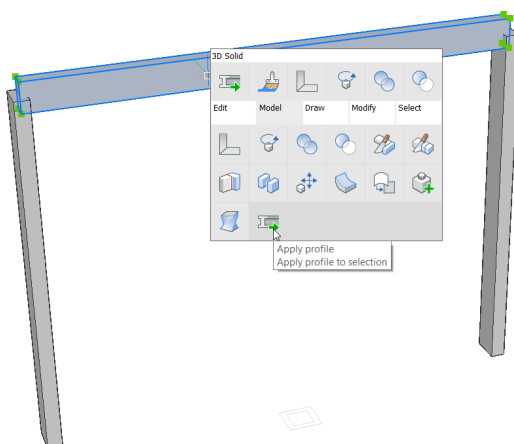 3D Solid
Edit Model Draw Modify Select
Apply profile
Apply profile to selection